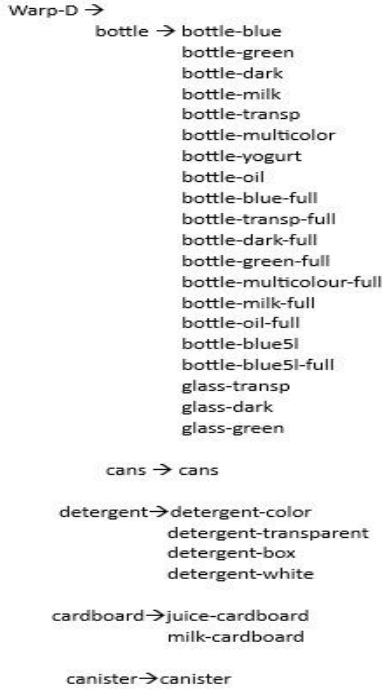 Warp-D →
bottle → bottle-blue
bottle-green
bottle-dark
bottle-milk
bottle-transp
bottle-multicolor
bottle-yogurt
bottle-oil
bottle-blue-full
bottle-transp-full
bottle-dark-full
bottle-green-full
bottle-multicolour-full
bottle-milk-full
bottle-oil-full
bottle-blue5l
bottle-blue5l-full
glass-transp
glass-dark
glass-green
cans → cans
detergent→detergent-color
detergent-transparent
detergent-box
detergent-white
cardboard→juice-cardboard
milk-cardboard
canister→canister